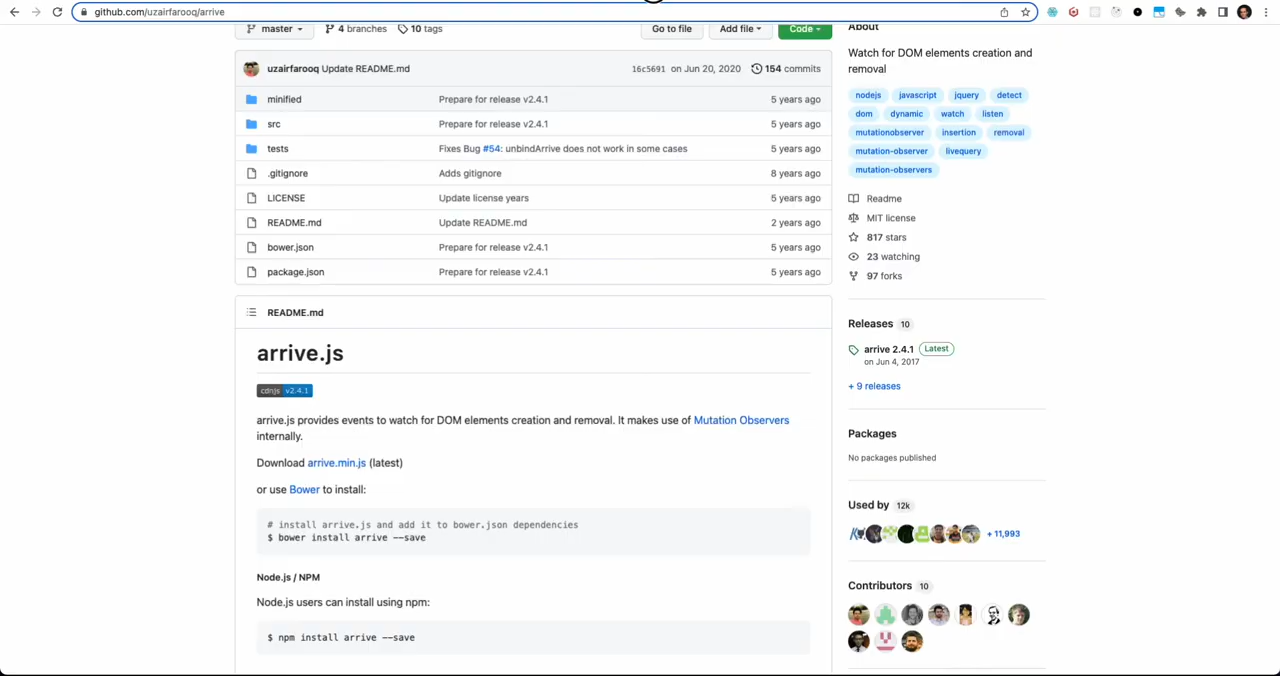 github.com/uzairfarooq/arrive
master
4 branches
10 tags
Go to file
Add file
Code
uzairfarooq Update README.md
16c5691 on Jun 20, 2020
154 commits
minified Prepare for release v2.4.1 5 years ago
src Prepare for release v2.4.1 5 years ago
tests Fixes Bug #54: unbindArrive does not work in some cases 5 years ago
.gitignore Adds gitignore 8 years ago
LICENSE Update license years 5 years ago
README.md Update README.md 2 years ago
bower.json Prepare for release v2.4.1 5 years ago
package.json Prepare for release v2.4.1 5 years ago
README.md
arrive.js
cdnjs v2.4.1
arrive.js provides events to watch for DOM elements creation and removal. It makes use of Mutation Observers
internally.
Download arrive.min.js (latest)
or use Bower to install:
# install arrive.js and add it to bower.json dependencies
$ bower install arrive --save
Node.js / NPM
Node.js users can install using npm:
$ npm install arrive --save
About
Watch for DOM elements creation and
removal
nodejs javascript jquery detect
dom dynamic watch listen
mutationobserver insertion removal
mutation-observer livequery
mutation-observers
Readme
MIT license
817 stars
23 watching
97 forks
Releases 10
arrive 2.4.1 Latest
on Jun 4, 2017
+ 9 releases
Packages
No packages published
Used by 12k
+ 11,993
Contributors 10